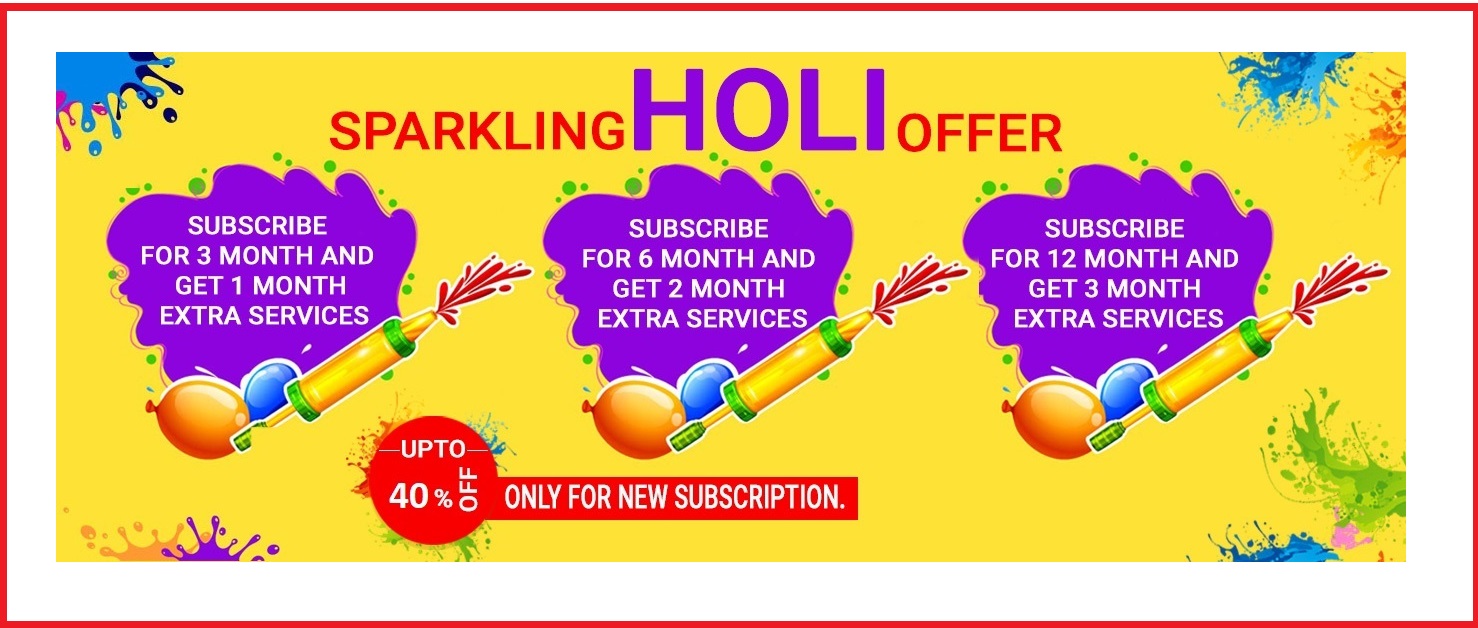 SPARKLING HOLI OFFER
SUBSCRIBE
FOR 3 MONTH AND
GET 1 MONTH
EXTRA SERVICES
SUBSCRIBE
FOR 6 MONTH AND
GET 2 MONTH
EXTRA SERVICES
SUBSCRIBE
FOR 12 MONTH AND
GET 3 MONTH
EXTRA SERVICES
UPTO
40 % OFF
ONLY FOR NEW SUBSCRIPTION.